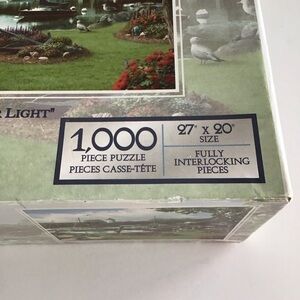 LIGHT"
1,000
PIECE PUZZLE
PIECES CASSE-TÊTE
27" X 20"
SIZE
FULLY
INTERLOCKING
PIECES